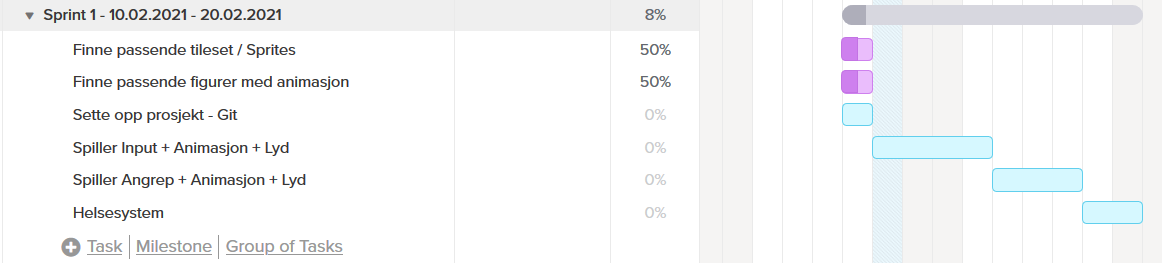 Sprint 1 - 10.02.2021 - 20.02.2021 8%
Finne passende tileset / Sprites 50%
Finne passende figurer med animasjon 50%
Sette opp prosjekt - Git 0%
Spiller Input + Animasjon + Lyd 0%
Spiller Angrep + Animasjon + Lyd 0%
Helsesystem 0%
Task | Milestone | Group of Tasks